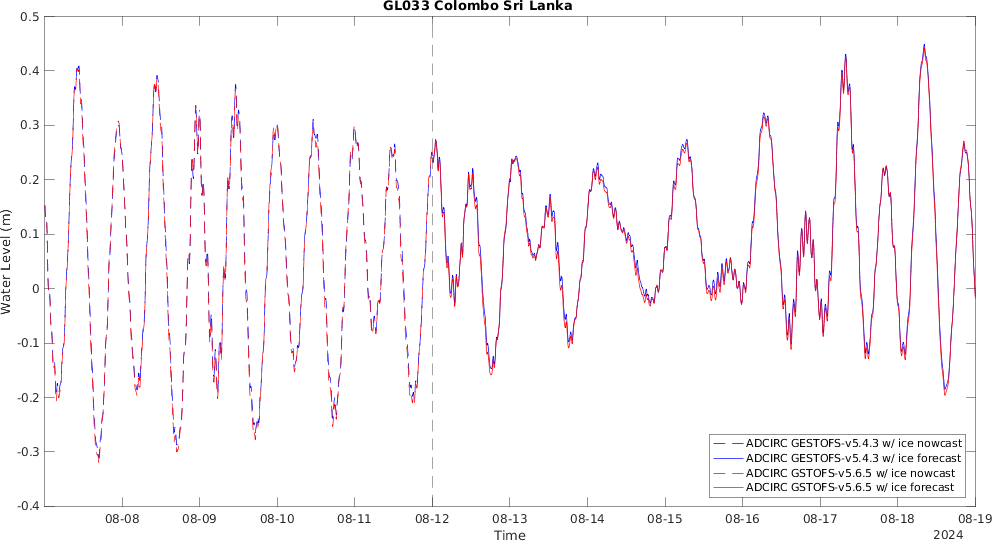 GL033 Colombo Sri Lanka
0.5
0.4
0.3
0.2
0.1
0
-0.1
-0.2
-0.3
-0.4
Water Level (m)
ADCIRC GESTOFS-v5.4.3 w/ ice nowcast
ADCIRC GESTOFS-v5.4.3 w/ ice forecast
ADCIRC GSTOFS-v5.6.5 w/ ice nowcast
ADCIRC GSTOFS-v5.6.5 w/ ice forecast
08-08 08-09 08-10 08-11 08-12 08-13 08-14 08-15 08-16 08-17 08-18 08-19
Time
2024